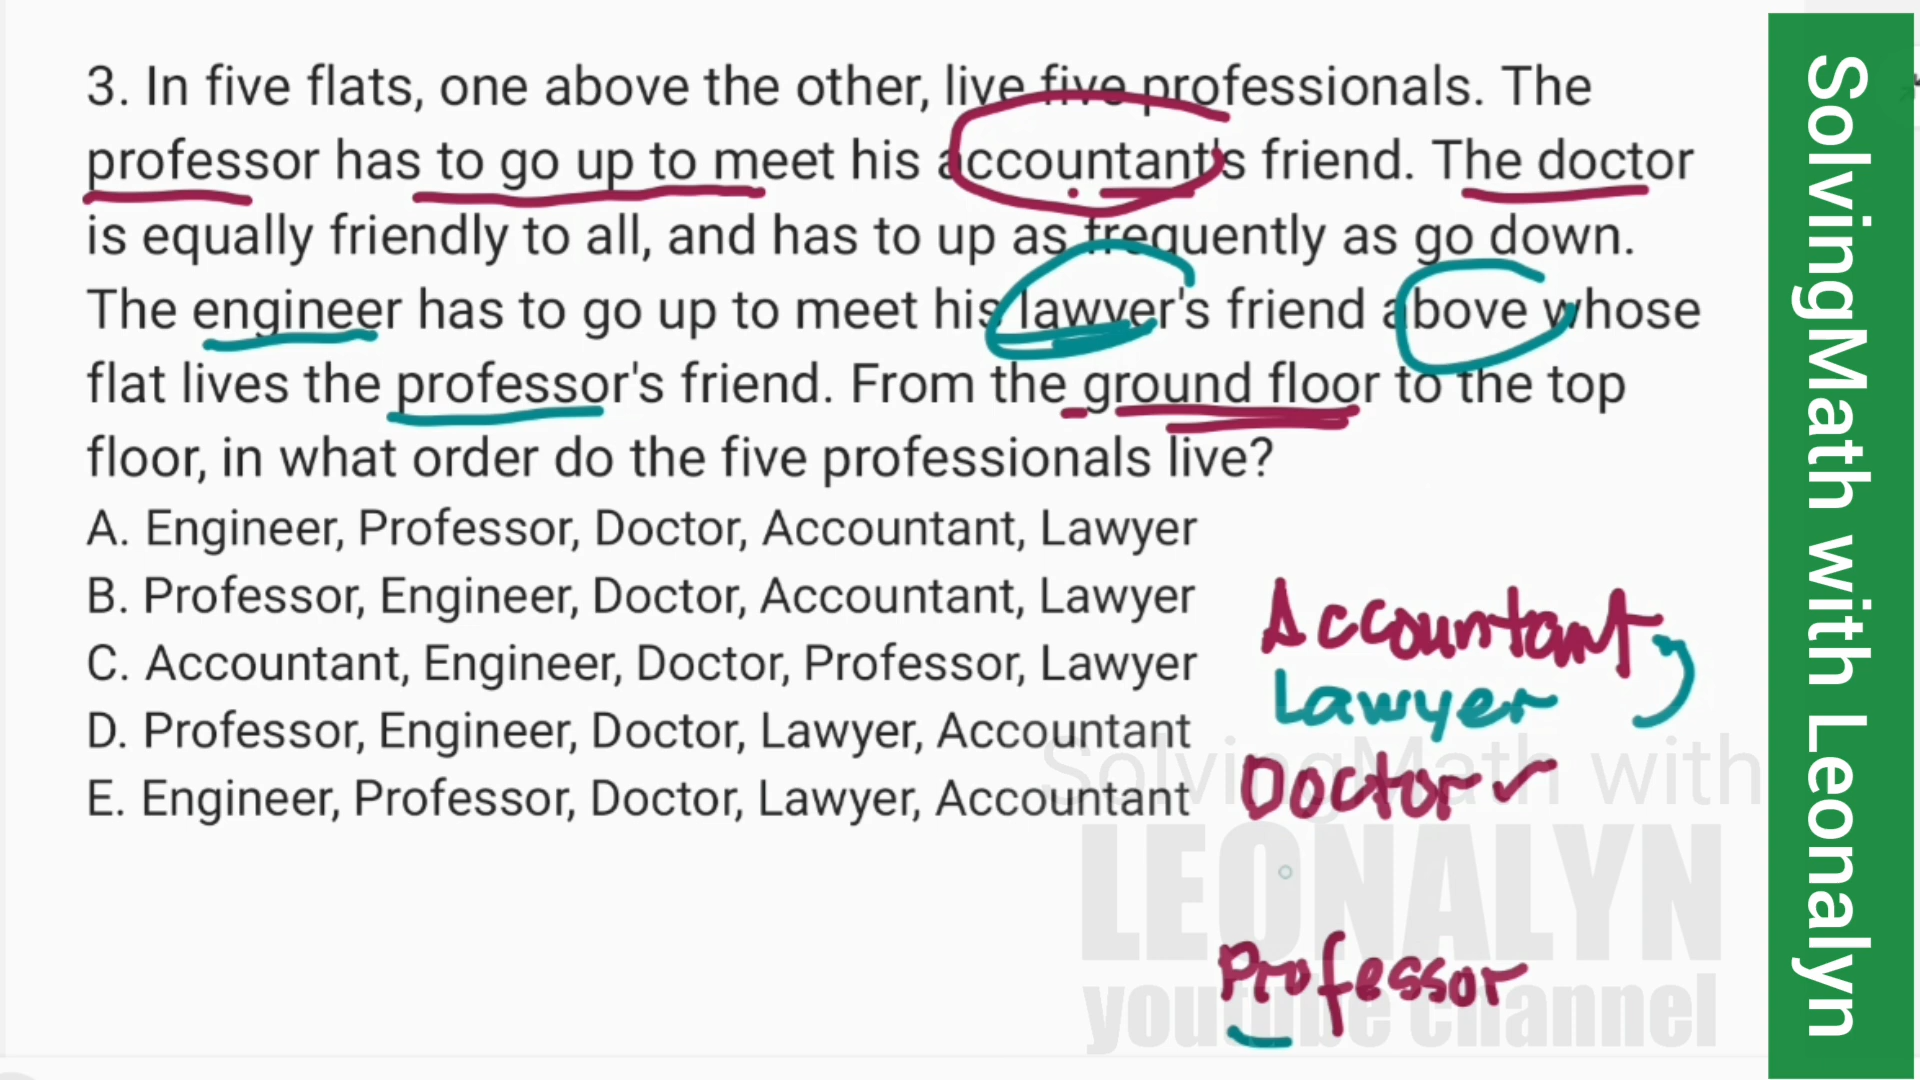 3. In five flats, one above the other, live five professionals. The
professor has to go up to meet his accountant's friend. The doctor
is equally friendly to all, and has to up as frequently as go down.
The engineer has to go up to meet his lawyer's friend above whose
flat lives the professor's friend. From the ground floor to the top
floor, in what order do the five professionals live?
A. Engineer, Professor, Doctor, Accountant, Lawyer
B. Professor, Engineer, Doctor, Accountant, Lawyer
C. Accountant, Engineer, Doctor, Professor, Lawyer
D. Professor, Engineer, Doctor, Lawyer, Accountant
E. Engineer, Professor, Doctor, Lawyer, Accountant
Accountant
Lawyer
Doctor
Professor
SolvingMath with
LEONALYN
youtube channel
SolvingMath with Leonalyn